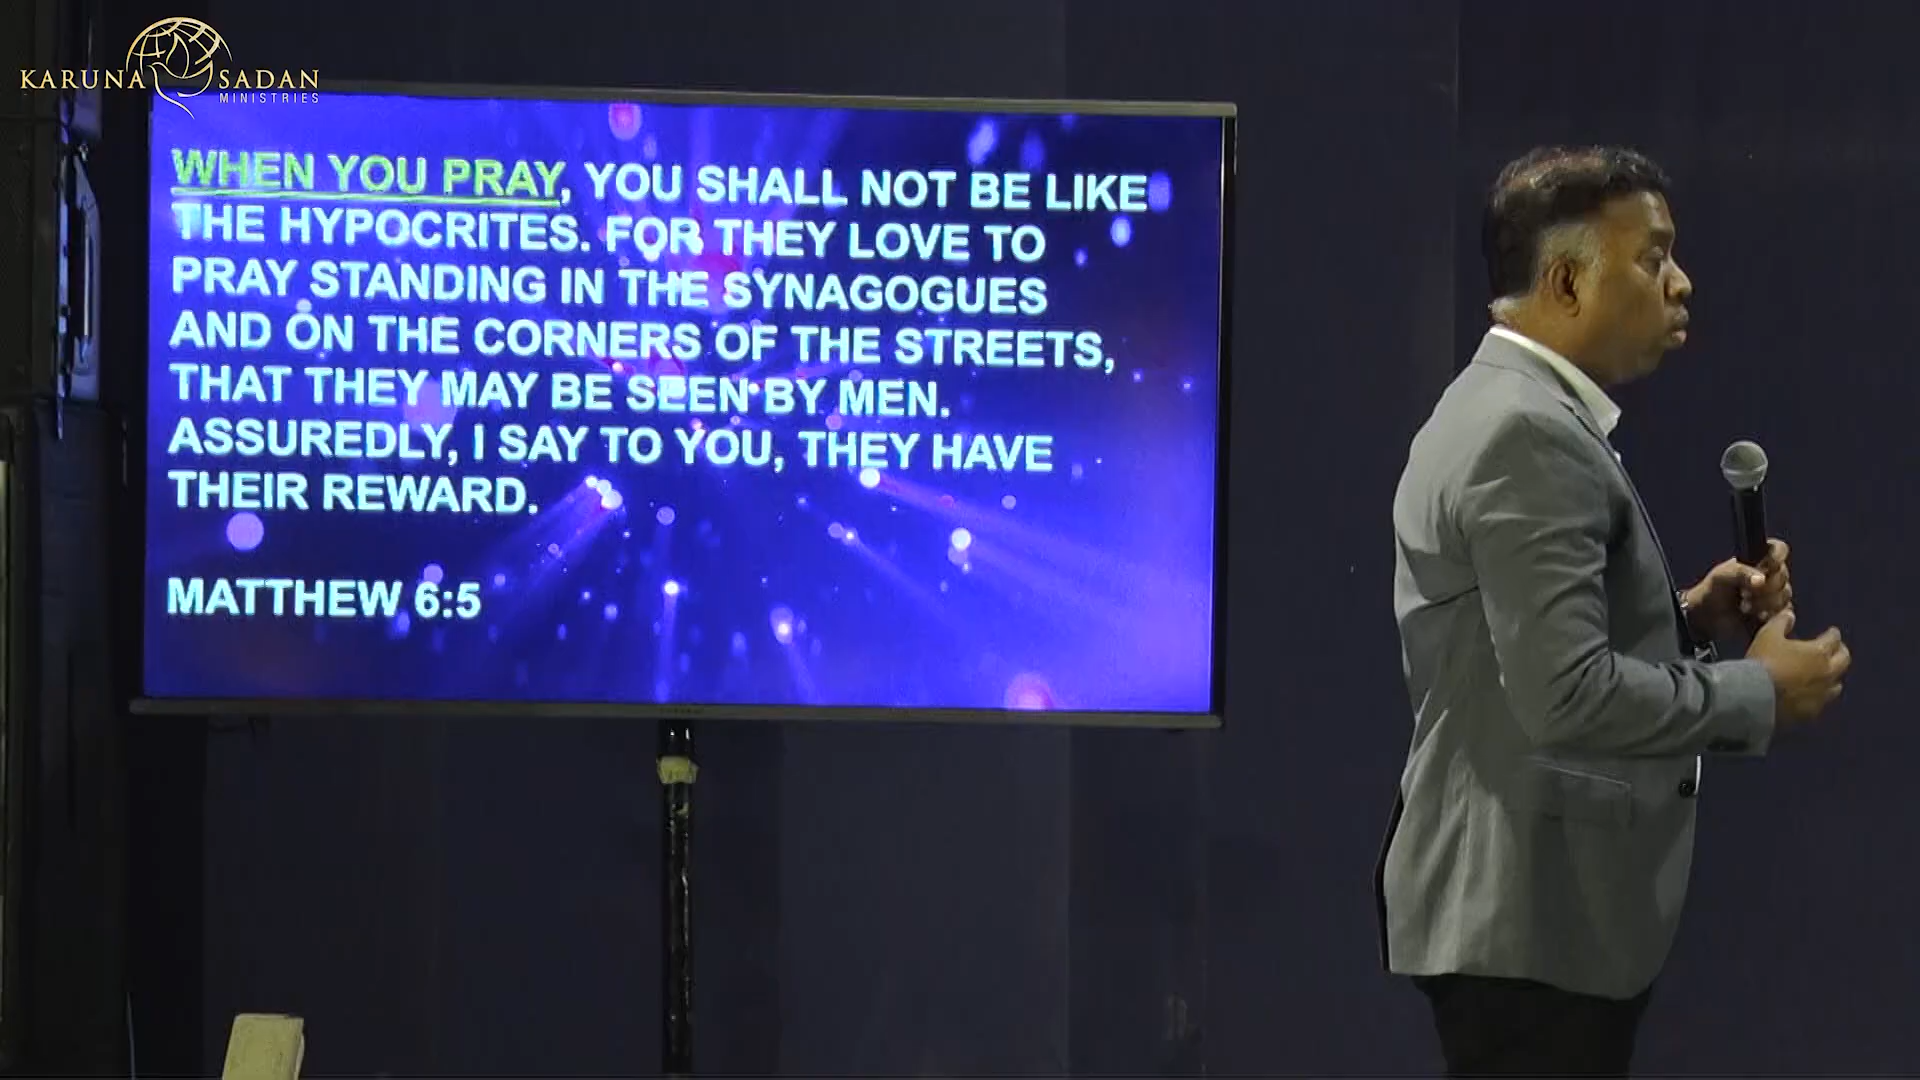 KARUNA SADAN
MINISTRIES
WHEN YOU PRAY, YOU SHALL NOT BE LIKE
THE HYPOCRITES. FOR THEY LOVE TO
PRAY STANDING IN THE SYNAGOGUES
AND ON THE CORNERS OF THE STREETS,
THAT THEY MAY BE SEEN BY MEN.
ASSUREDLY, I SAY TO YOU, THEY HAVE
THEIR REWARD.
MATTHEW 6:5